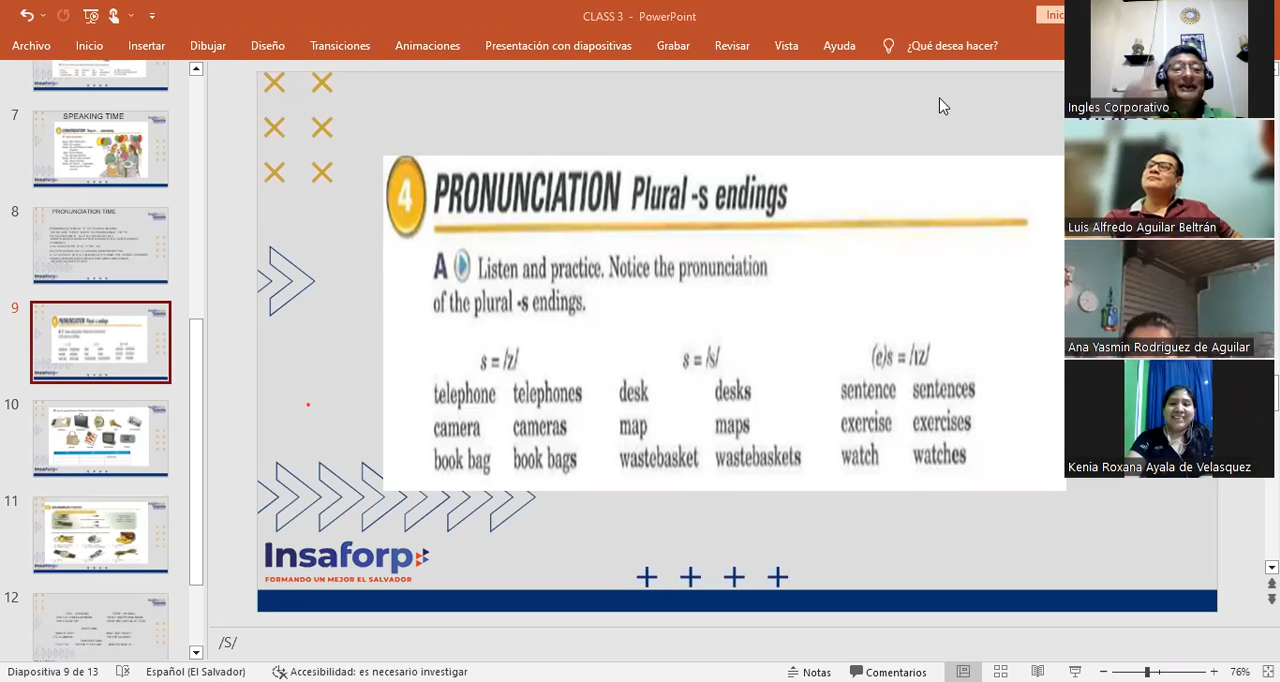 CLASS 3 - PowerPoint
Inic
Archivo Inicio Insertar Dibujar Diseño Transiciones Animaciones Presentación con diapositivas Grabar Revisar Vista Ayuda ¿Qué desea hacer?
7
SPEAKING TIME
8
PRONUNCIATION TIME
9
10
11
12
4 PRONUNCIATION Plural -s endings
A Listen and practice. Notice the pronunciation
of the plural -s endings.
s = /z/ s = /s/ (e)s = /ɪz/
telephone telephones desk desks sentence sentences
camera cameras map maps exercise exercises
book bag book bags wastebasket wastebaskets watch watches
Insaforp
FORMANDO UN MEJOR EL SALVADOR
/S/
Ingles Corporativo
Luis Alfredo Aguilar Beltrán
Ana Yasmin Rodriguez de Aguilar
Kenia Roxana Ayala de Velasquez
Diapositiva 9 de 13 Español (El Salvador) Accesibilidad: es necesario investigar Notas Comentarios 76%